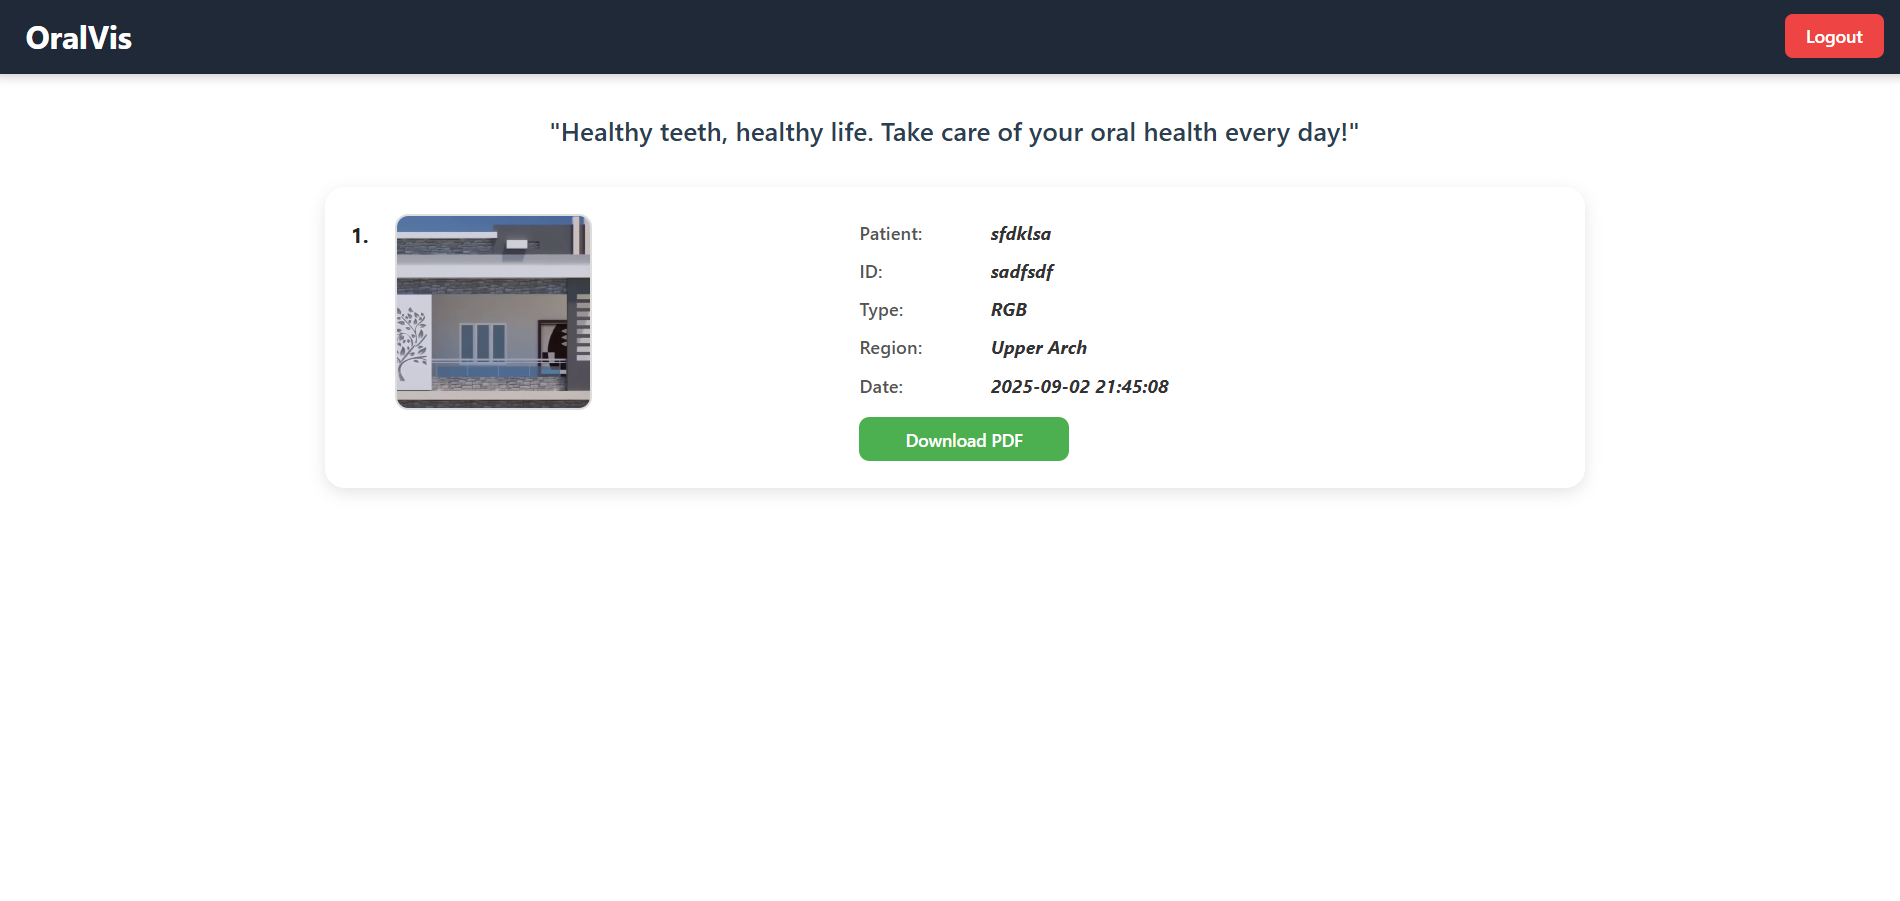 OralVis
Logout
"Healthy teeth, healthy life. Take care of your oral health every day!"
1.
Patient: sfdklsa
ID: sadfsdf
Type: RGB
Region: Upper Arch
Date: 2025-09-02 21:45:08
Download PDF